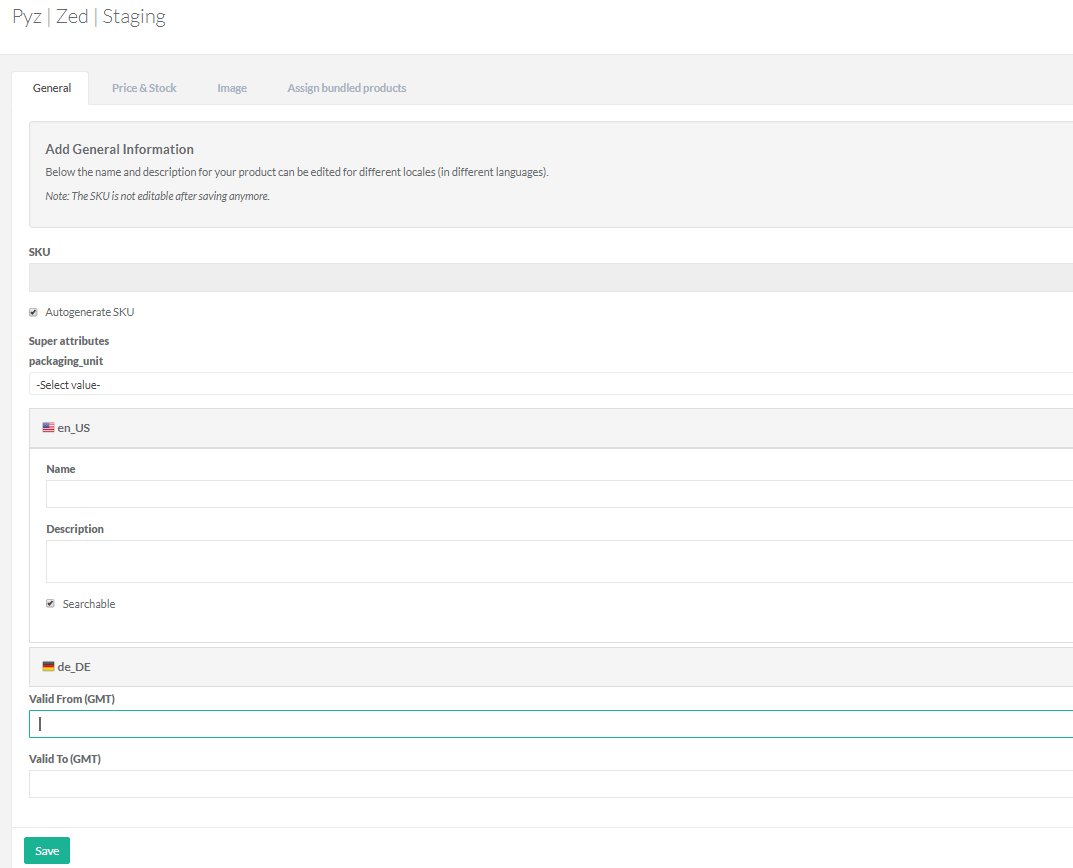 Pyz | Zed | Staging
General Price & Stock Image Assign bundled products
Add General Information
Below the name and description for your product can be edited for different locales (in different languages).
Note: The SKU is not editable after saving anymore.
SKU
Autogenerate SKU
Super attributes
packaging_unit
-Select value-
en_US
Name
Description
Searchable
de_DE
Valid From (GMT)
Valid To (GMT)
Save